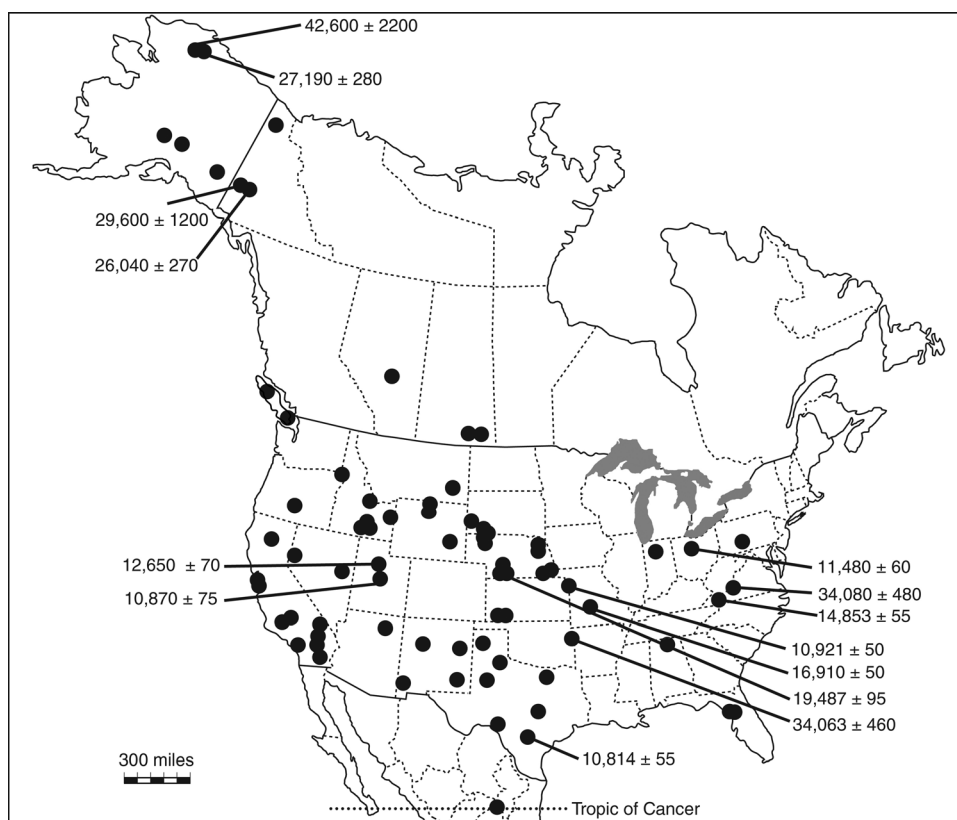 42,600 ± 2200
27,190 ± 280
29,600 ± 1200
26,040 ± 270
12,650 ± 70
10,870 ± 75
11,480 ± 60
34,080 ± 480
14,853 ± 55
10,921 ± 50
16,910 ± 50
19,487 ± 95
34,063 ± 460
10,814 ± 55
300 miles
Tropic of Cancer